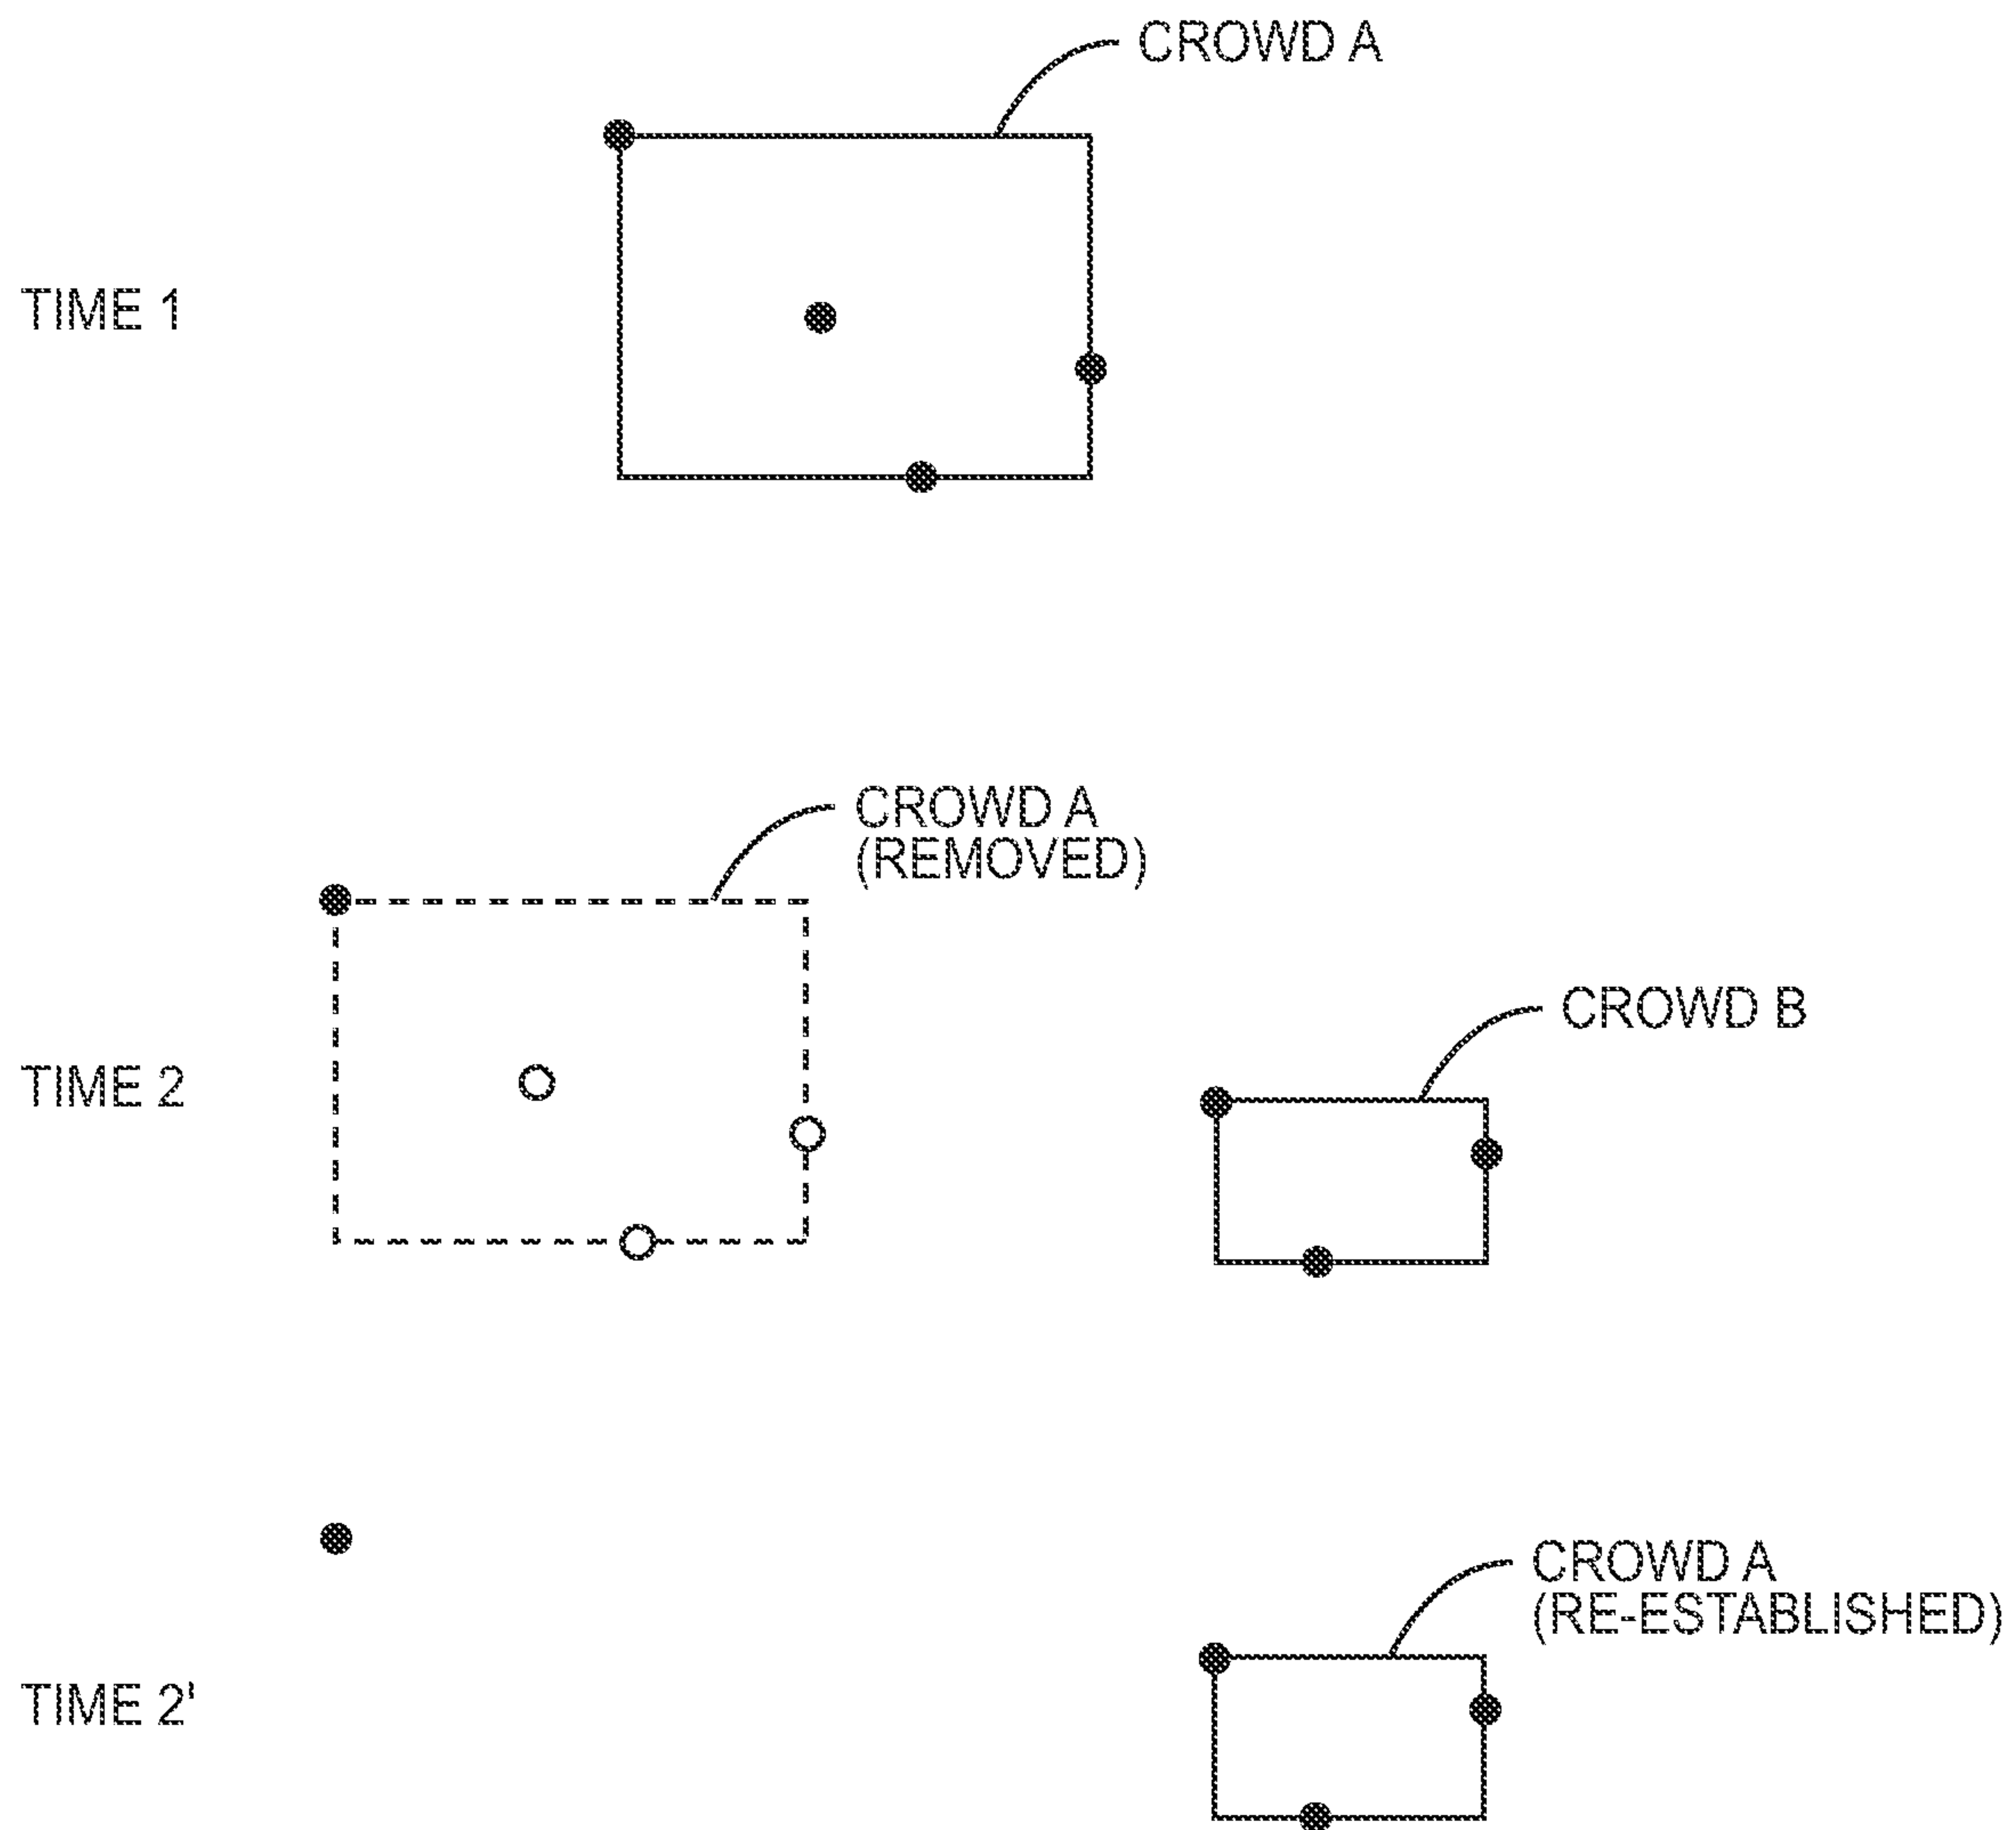 CROWD A
TIME 1
CROWD A
(REMOVED)
CROWD B
TIME 2
CROWD A
(RE-ESTABLISHED)
TIME 2'